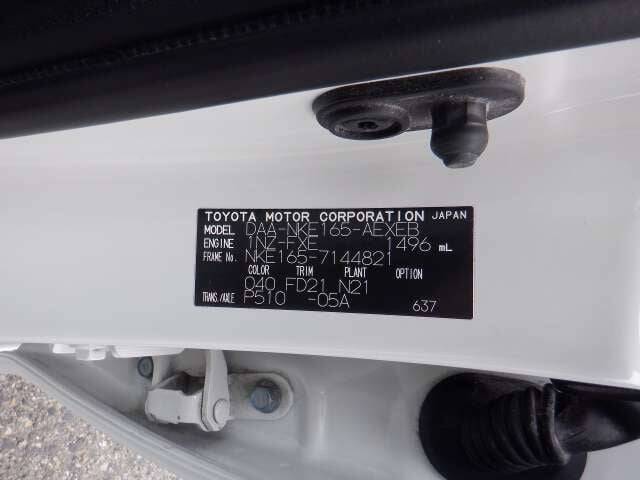 TOYOTA MOTOR CORPORATION JAPAN
MODEL DAA-NKE165-AEXEB
ENGINE 1NZ-FXE 1496 mL
FRAME No. NKE165-7144821
COLOR TRIM PLANT OPTION
040 FD21 N21
TRANS./AXLE P510 -05A 637